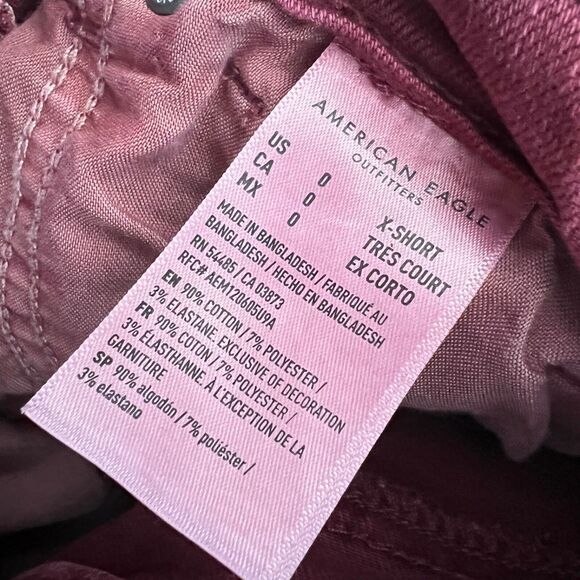 AMERICAN EAGLE
OUTFITTERS
US 0 X-SHORT
CA 0 TRÈS COURT
MX 0 EX CORTO
MADE IN BANGLADESH / FABRIQUÉ AU
BANGLADESH / HECHO EN BANGLADESH
RN 54485 / CA 03873
RFC# AEM120605U9A
EN 90% COTTON / 7% POLYESTER /
3% ELASTANE, EXCLUSIVE OF DECORATION
FR 90% COTON / 7% POLYESTER /
3% ÉLASTHANNE, À L'EXCEPTION DE LA
GARNITURE
SP 90% algodón / 7% poliéster /
3% elastano